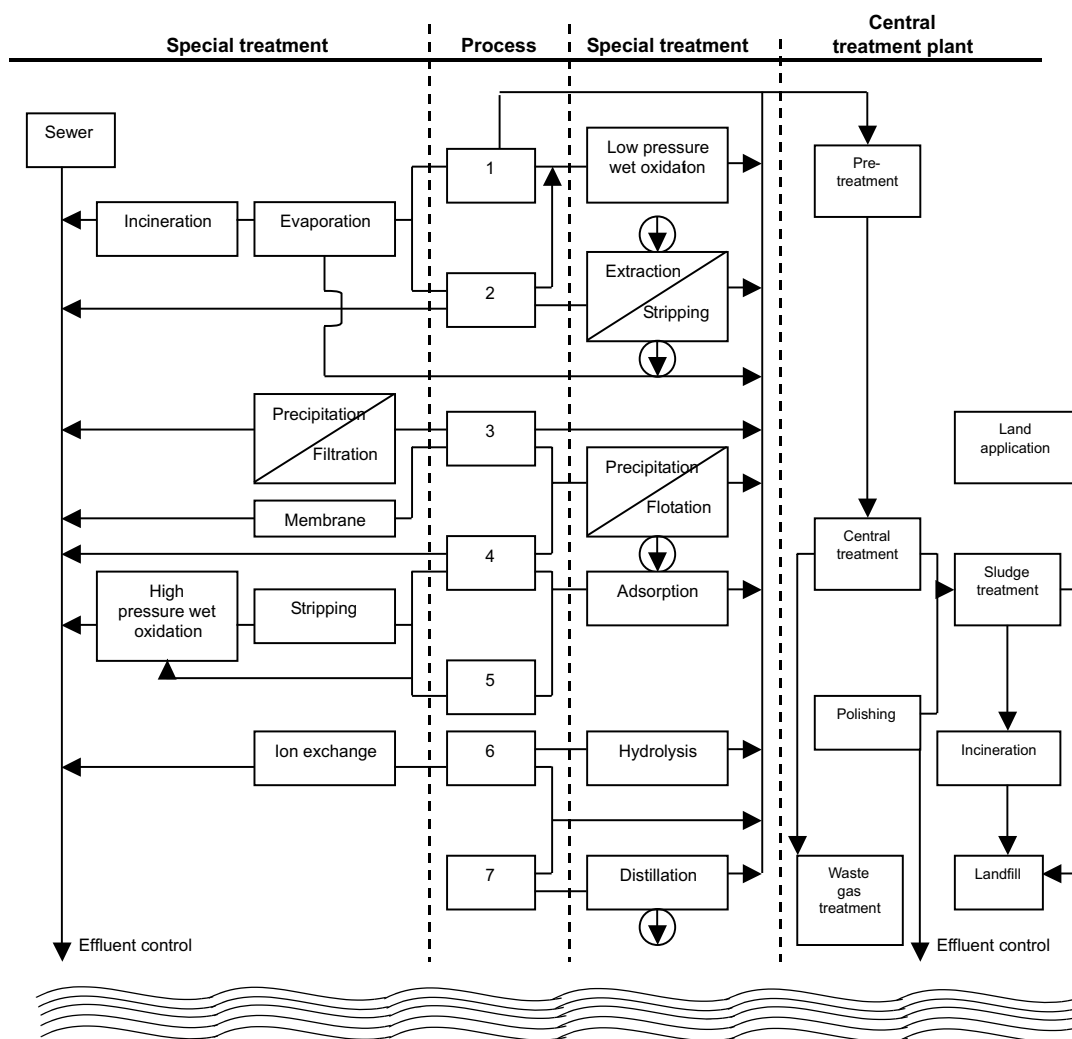 Central
Special treatment
Process
Special treatment
treatment plant
Sewer
1
Low pressure
wet oxidation
Pre-
treatment
Incineration
Evaporation
2
Extraction
Stripping
Precipitation
Filtration
3
Land
application
Precipitation
Flotation
Membrane
4
Central
treatment
High
pressure wet
oxidation
Stripping
Adsorption
Sludge
treatment
5
Polishing
Ion exchange
6
Hydrolysis
Incineration
7
Distillation
Waste
gas
treatment
Landfill
Effluent control
Effluent control